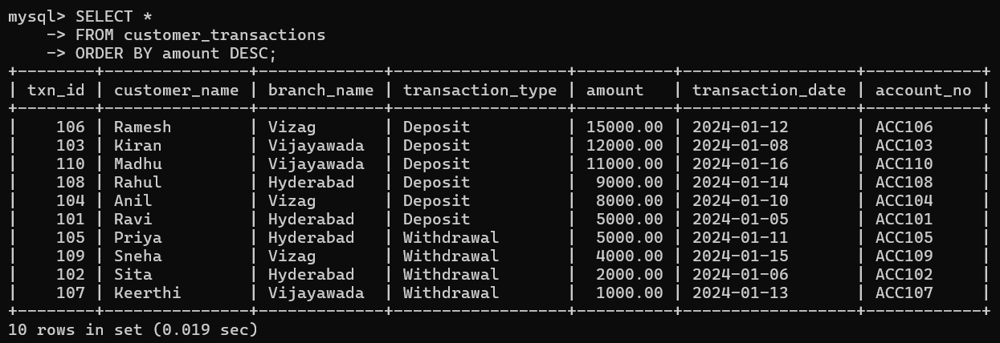 mysql> SELECT *
    -> FROM customer_transactions
    -> ORDER BY amount DESC;
+--------+---------------+-------------+------------------+----------+------------------+------------+
| txn_id | customer_name | branch_name | transaction_type | amount   | transaction_date | account_no |
+--------+---------------+-------------+------------------+----------+------------------+------------+
|    106 | Ramesh        | Vizag       | Deposit          | 15000.00 | 2024-01-12       | ACC106     |
|    103 | Kiran         | Vijayawada  | Deposit          | 12000.00 | 2024-01-08       | ACC103     |
|    110 | Madhu         | Vijayawada  | Deposit          | 11000.00 | 2024-01-16       | ACC110     |
|    108 | Rahul         | Hyderabad   | Deposit          |  9000.00 | 2024-01-14       | ACC108     |
|    104 | Anil          | Vizag       | Deposit          |  8000.00 | 2024-01-10       | ACC104     |
|    101 | Ravi          | Hyderabad   | Deposit          |  5000.00 | 2024-01-05       | ACC101     |
|    105 | Priya         | Hyderabad   | Withdrawal       |  5000.00 | 2024-01-11       | ACC105     |
|    109 | Sneha         | Vizag       | Withdrawal       |  4000.00 | 2024-01-15       | ACC109     |
|    102 | Sita          | Hyderabad   | Withdrawal       |  2000.00 | 2024-01-06       | ACC102     |
|    107 | Keerthi       | Vijayawada  | Withdrawal       |  1000.00 | 2024-01-13       | ACC107     |
+--------+---------------+-------------+------------------+----------+------------------+------------+
10 rows in set (0.019 sec)